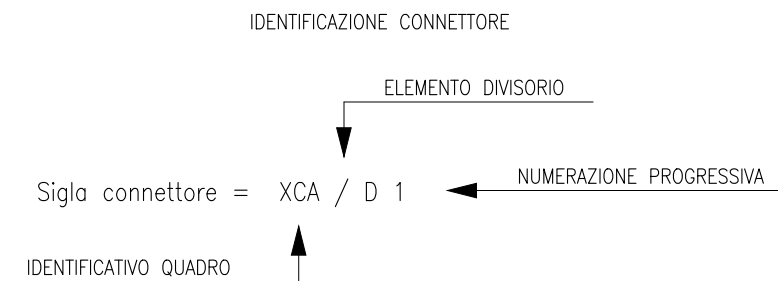 IDENTIFICAZIONE CONNETTORE
ELEMENTO DIVISORIO
Sigla connettore = XCA / D 1
NUMERAZIONE PROGRESSIVA
IDENTIFICATIVO QUADRO